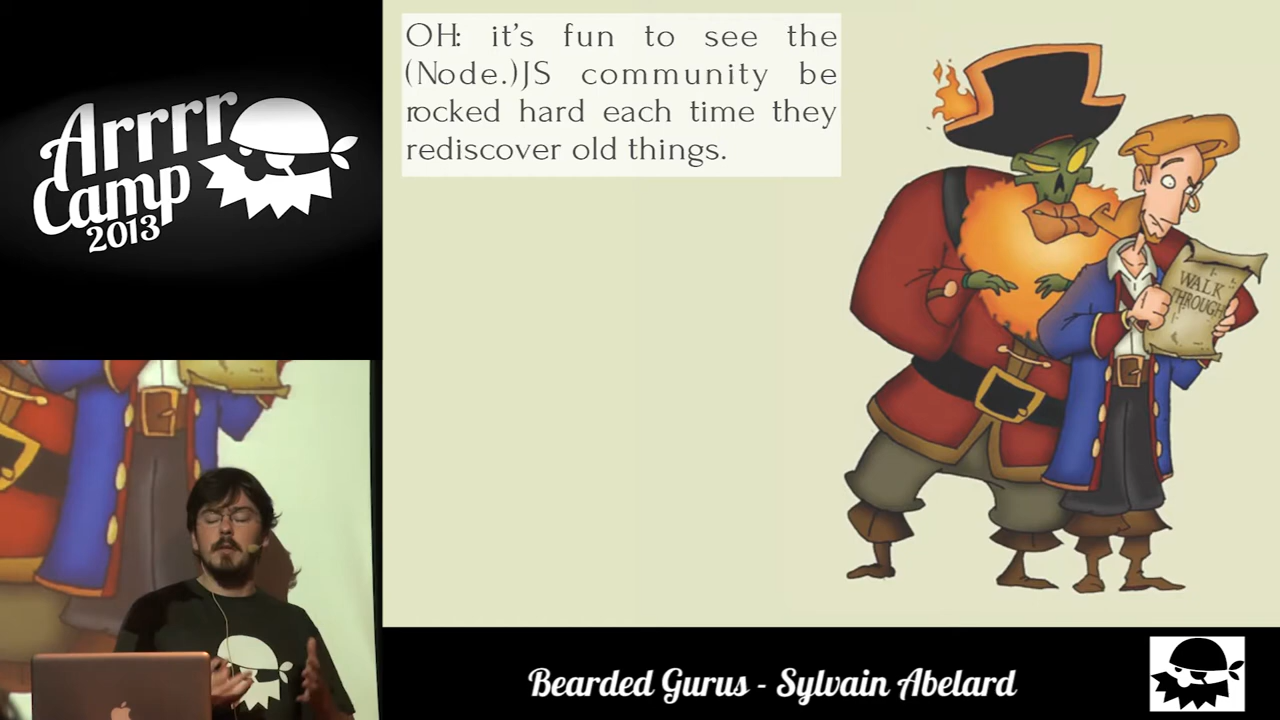 Arrrr
Camp
2013
OH: it's fun to see the
(Node.)JS community be
rocked hard each time they
rediscover old things.
WALK
THROUGH
Bearded Gurus - Sylvain Abelard